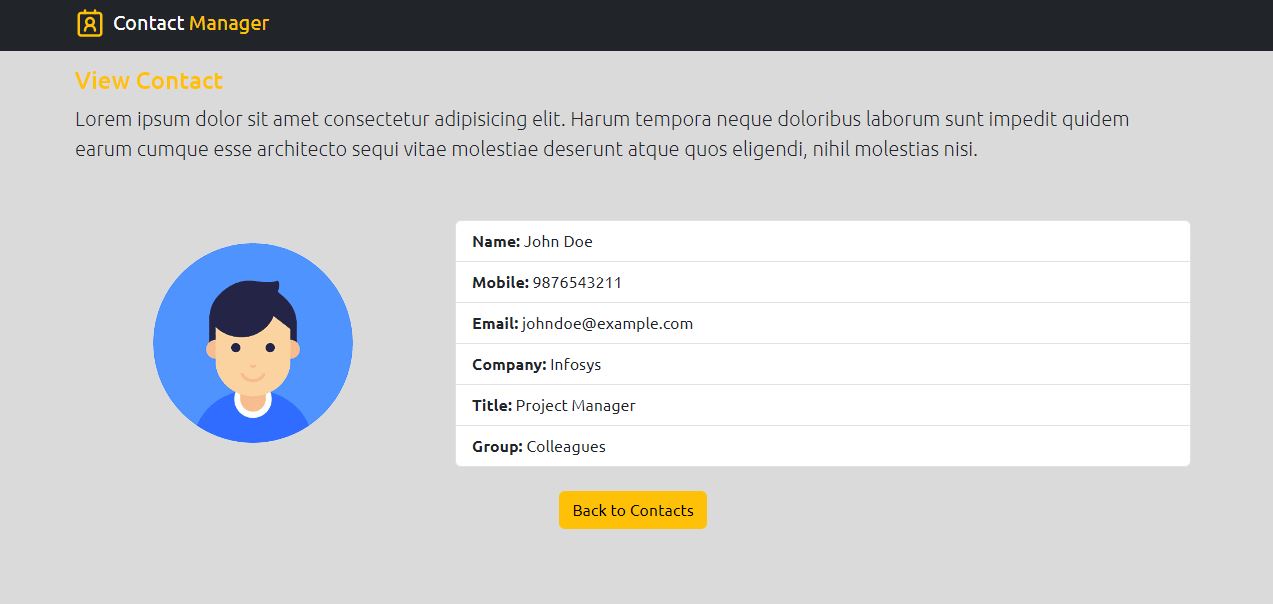 Contact Manager
View Contact
Lorem ipsum dolor sit amet consectetur adipisicing elit. Harum tempora neque doloribus laborum sunt impedit quidem
earum cumque esse architecto sequi vitae molestiae deserunt atque quos eligendi, nihil molestias nisi.
Name: John Doe
Mobile: 9876543211
Email: johndoe@example.com
Company: Infosys
Title: Project Manager
Group: Colleagues
Back to Contacts